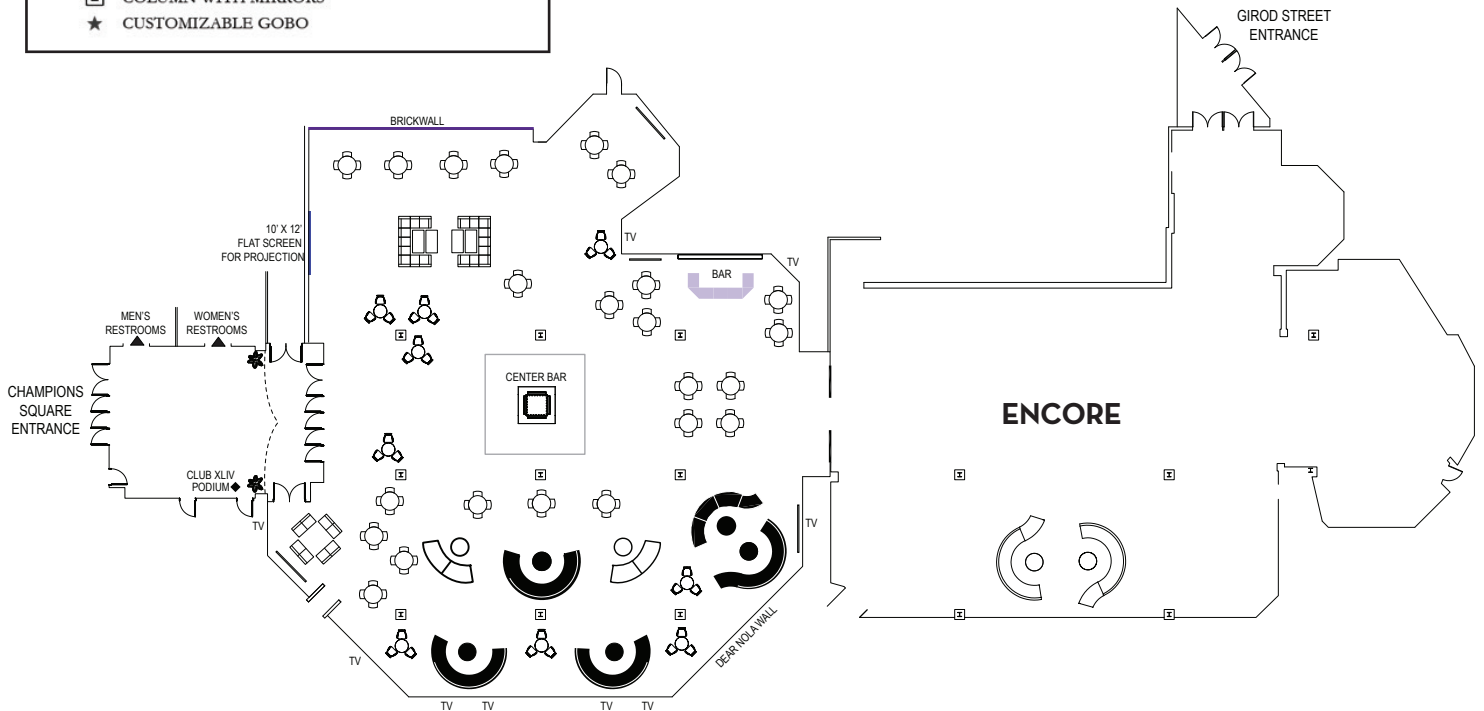 COLUMN WITH MIRRORS
CUSTOMIZABLE GOBO
GIROD STREET
ENTRANCE
BRICKWALL
10' X 12'
FLAT SCREEN
FOR PROJECTION
TV
TV
BAR
MEN'S
RESTROOMS
WOMEN'S
RESTROOMS
CENTER BAR
CHAMPIONS
SQUARE
ENTRANCE
ENCORE
CLUB XLIV
PODIUM
TV
TV
DEAR NOLA WALL
TV
TV
TV
TV
TV